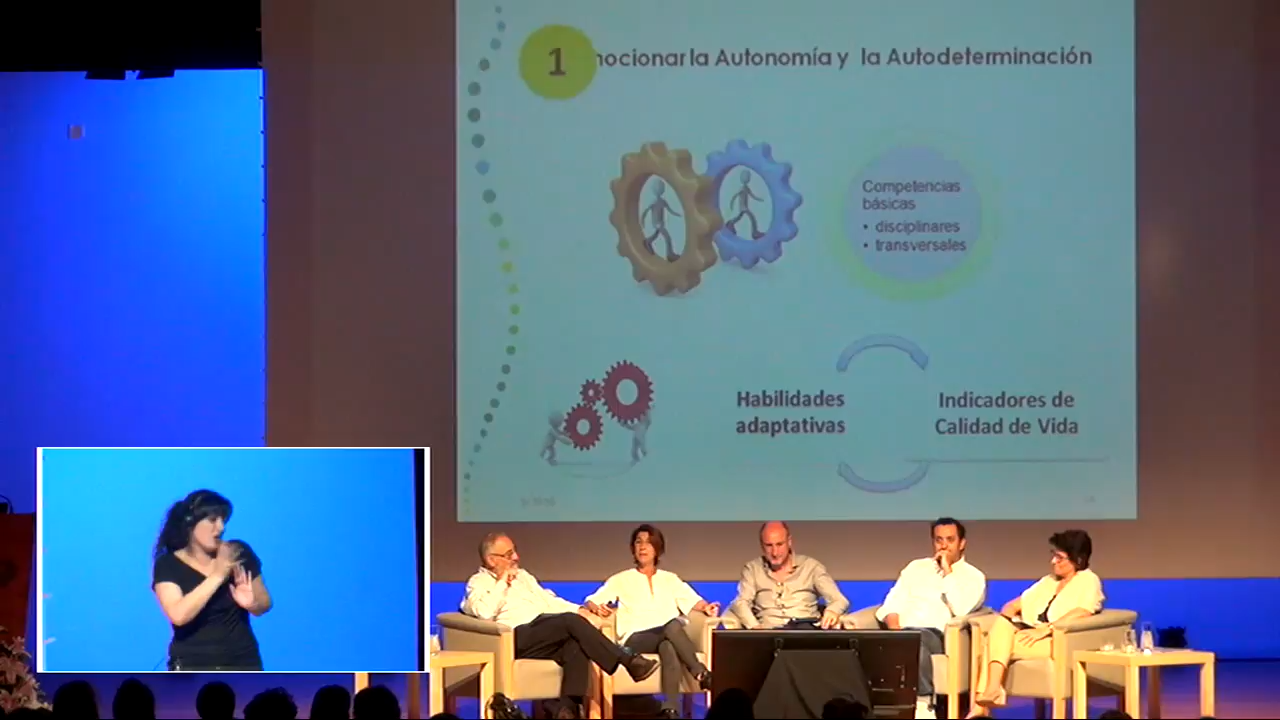 1
mocionar la Autonomía y la Autodeterminación
Competencias
básicas
• disciplinares
• transversales
Habilidades
adaptativas
Indicadores de
Calidad de Vida